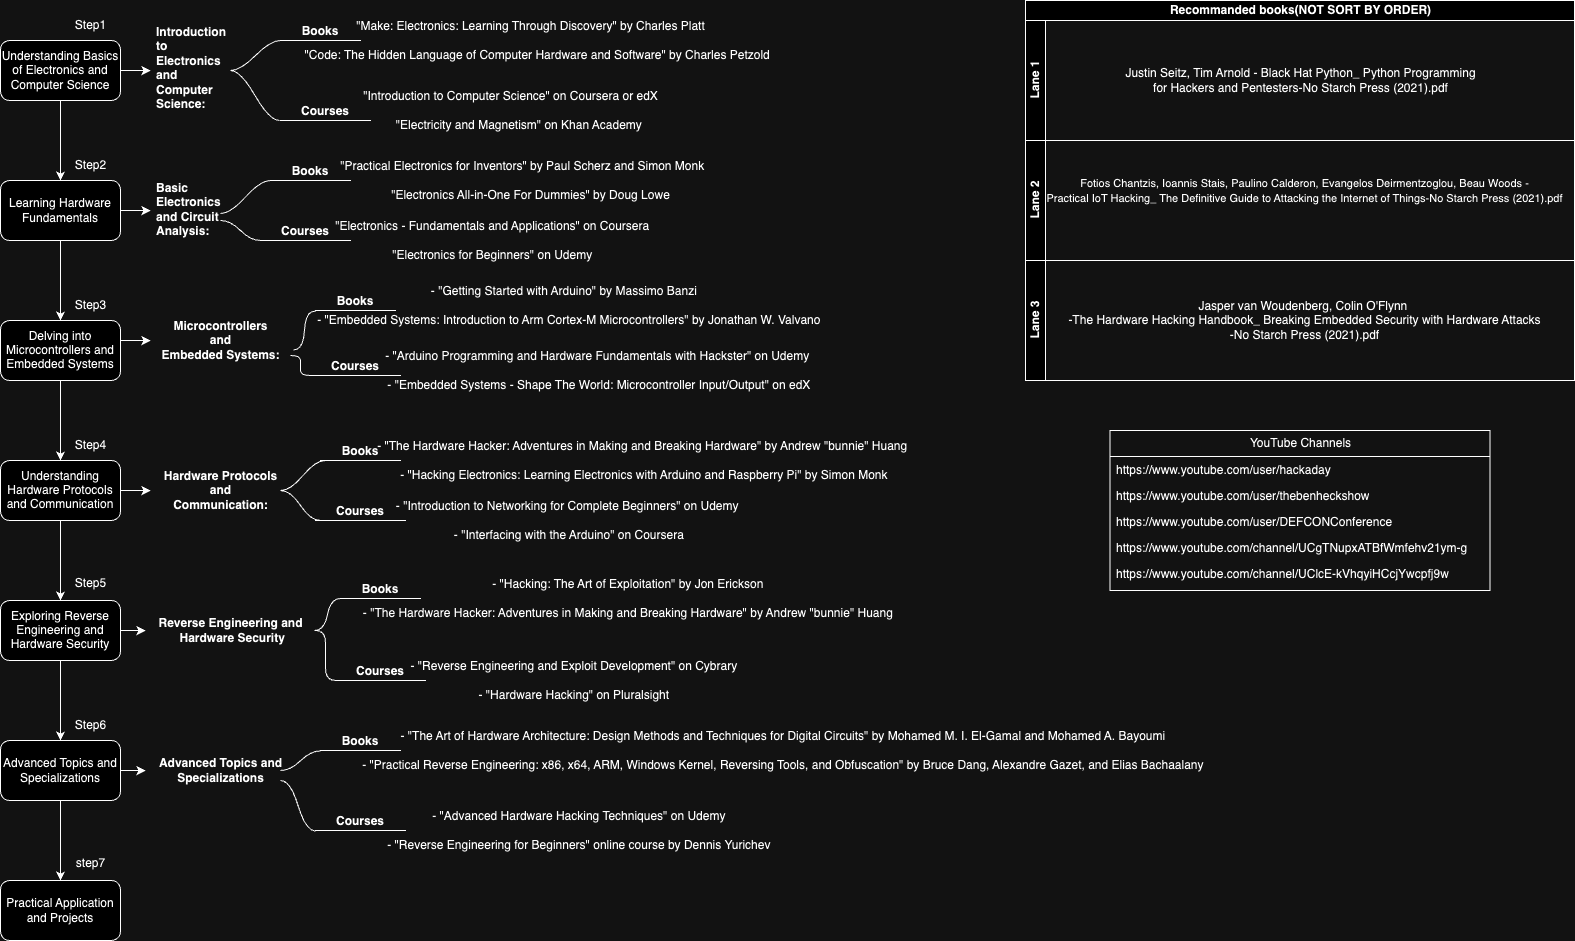 Step1
Understanding Basics
of Electronics and
Computer Science
Introduction
to
Electronics
and
Computer
Science:
Books
"Make: Electronics: Learning Through Discovery" by Charles Platt
"Code: The Hidden Language of Computer Hardware and Software" by Charles Petzold
Courses
"Introduction to Computer Science" on Coursera or edX
"Electricity and Magnetism" on Khan Academy
Step2
Learning Hardware
Fundamentals
Basic
Electronics
and Circuit
Analysis:
Books
"Practical Electronics for Inventors" by Paul Scherz and Simon Monk
"Electronics All-in-One For Dummies" by Doug Lowe
Courses
"Electronics - Fundamentals and Applications" on Coursera
"Electronics for Beginners" on Udemy
Step3
Delving into
Microcontrollers and
Embedded Systems
Microcontrollers
and
Embedded Systems:
Books
- "Getting Started with Arduino" by Massimo Banzi
- "Embedded Systems: Introduction to Arm Cortex-M Microcontrollers" by Jonathan W. Valvano
Courses
- "Arduino Programming and Hardware Fundamentals with Hackster" on Udemy
- "Embedded Systems - Shape The World: Microcontroller Input/Output" on edX
Step4
Understanding
Hardware Protocols
and Communication
Hardware Protocols
and
Communication:
Books
- "The Hardware Hacker: Adventures in Making and Breaking Hardware" by Andrew "bunnie" Huang
- "Hacking Electronics: Learning Electronics with Arduino and Raspberry Pi" by Simon Monk
Courses
- "Introduction to Networking for Complete Beginners" on Udemy
- "Interfacing with the Arduino" on Coursera
Step5
Exploring Reverse
Engineering and
Hardware Security
Reverse Engineering and
Hardware Security
Books
- "Hacking: The Art of Exploitation" by Jon Erickson
- "The Hardware Hacker: Adventures in Making and Breaking Hardware" by Andrew "bunnie" Huang
Courses
- "Reverse Engineering and Exploit Development" on Cybrary
- "Hardware Hacking" on Pluralsight
Step6
Advanced Topics and
Specializations
Advanced Topics and
Specializations
Books
- "The Art of Hardware Architecture: Design Methods and Techniques for Digital Circuits" by Mohamed M. I. El-Gamal and Mohamed A. Bayoumi
- "Practical Reverse Engineering: x86, x64, ARM, Windows Kernel, Reversing Tools, and Obfuscation" by Bruce Dang, Alexandre Gazet, and Elias Bachaalany
Courses
- "Advanced Hardware Hacking Techniques" on Udemy
- "Reverse Engineering for Beginners" online course by Dennis Yurichev
step7
Practical Application
and Projects
Recommanded books(NOT SORT BY ORDER)
Lane 1
Justin Seitz, Tim Arnold - Black Hat Python_ Python Programming
for Hackers and Pentesters-No Starch Press (2021).pdf
Lane 2
Fotios Chantzis, Ioannis Stais, Paulino Calderon, Evangelos Deirmentzoglou, Beau Woods -
Practical IoT Hacking_ The Definitive Guide to Attacking the Internet of Things-No Starch Press (2021).pdf
Lane 3
Jasper van Woudenberg, Colin O'Flynn
-The Hardware Hacking Handbook_ Breaking Embedded Security with Hardware Attacks
-No Starch Press (2021).pdf
YouTube Channels
https://www.youtube.com/user/hackaday
https://www.youtube.com/user/thebenheckshow
https://www.youtube.com/user/DEFCONConference
https://www.youtube.com/channel/UCgTNupxATBfWmfehv21ym-g
https://www.youtube.com/channel/UClcE-kVhqyiHCcjYwcpfj9w